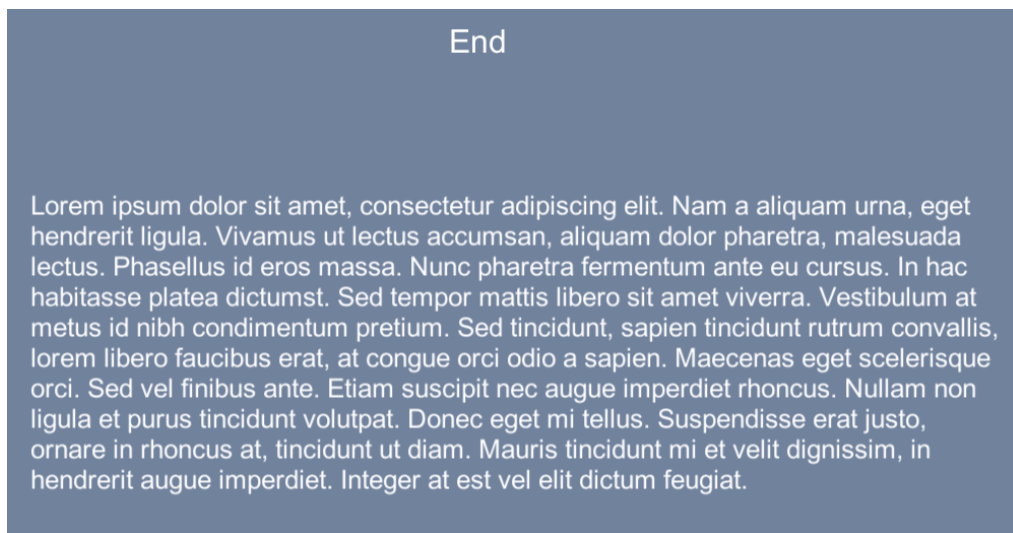 End
Lorem ipsum dolor sit amet, consectetur adipiscing elit. Nam a aliquam urna, eget
hendrerit ligula. Vivamus ut lectus accumsan, aliquam dolor pharetra, malesuada
lectus. Phasellus id eros massa. Nunc pharetra fermentum ante eu cursus. In hac
habitasse platea dictumst. Sed tempor mattis libero sit amet viverra. Vestibulum at
metus id nibh condimentum pretium. Sed tincidunt, sapien tincidunt rutrum convallis,
lorem libero faucibus erat, at congue orci odio a sapien. Maecenas eget scelerisque
orci. Sed vel finibus ante. Etiam suscipit nec augue imperdiet rhoncus. Nullam non
ligula et purus tincidunt volutpat. Donec eget mi tellus. Suspendisse erat justo,
ornare in rhoncus at, tincidunt ut diam. Mauris tincidunt mi et velit dignissim, in
hendrerit augue imperdiet. Integer at est vel elit dictum feugiat.